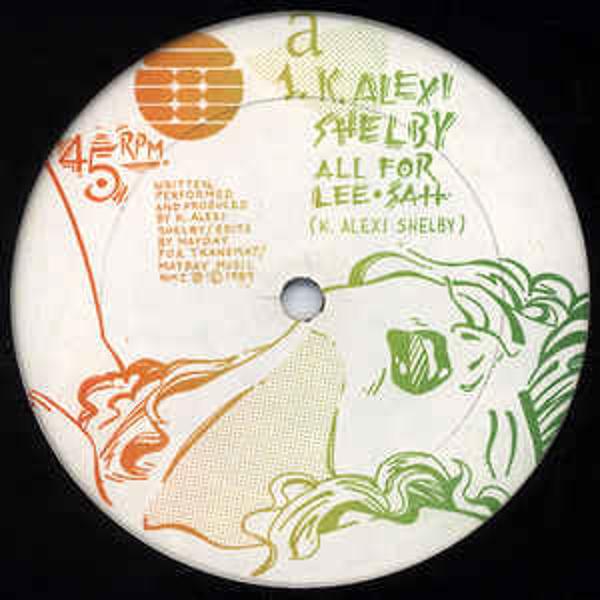 a
1. K. ALEXI
SHELBY
ALL FOR
LEE • SAH
(K. ALEXI SHELBY)
45 RPM.
WRITTEN,
PERFORMED
AND PRODUCED
BY K. ALEXI
SHELBY/EDITS
BY MAYDAY
FOR TRANSMAT/
MAYDAY MUSIC
℗ © 1989